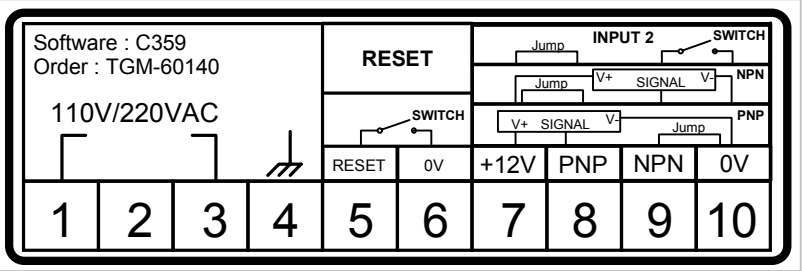 Software : C359
Order : TGM-60140
110V/220VAC
RESET
SWITCH
RESET 0V
INPUT 2
Jump SWITCH
Jump V+ SIGNAL V- NPN
V+ SIGNAL V- Jump PNP
+12V PNP NPN 0V
1 2 3 4 5 6 7 8 9 10